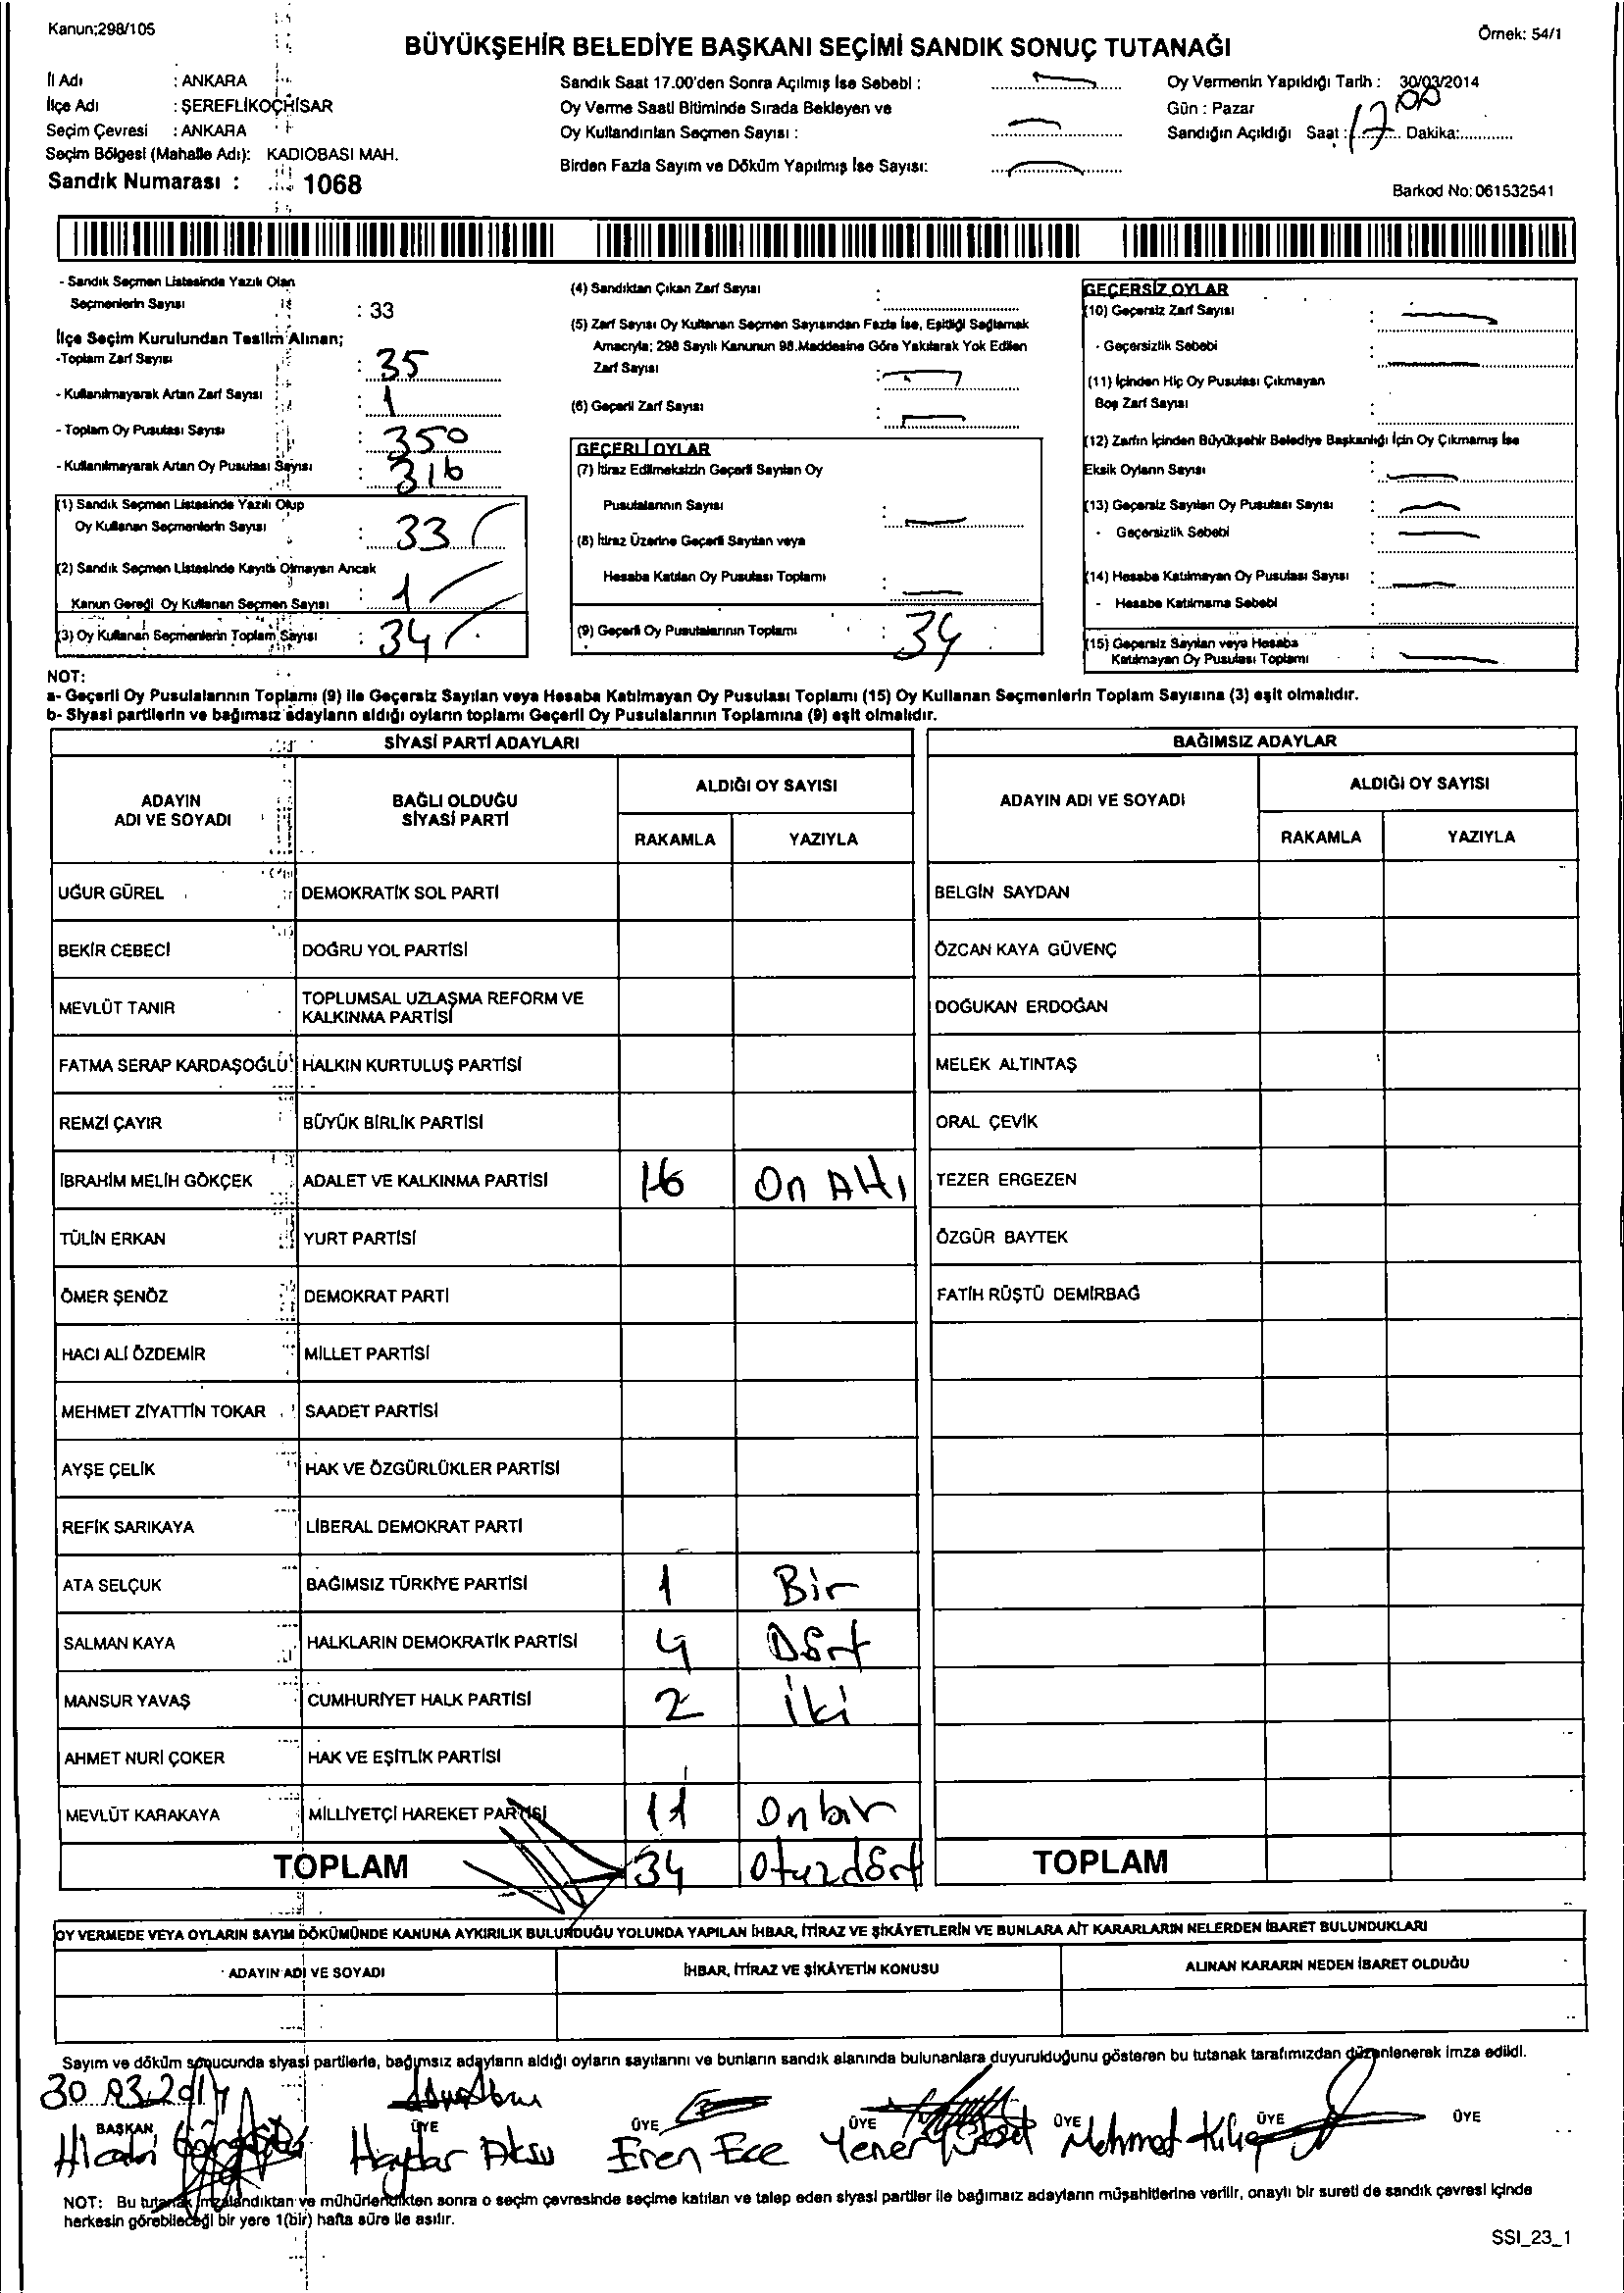 Kanun;298/105
Örnek: 54/1
BÜYÜKŞEHİR BELEDİYE BAŞKANI SEÇİMİ SANDIK SONUÇ TUTANAĞI
İl Adı : ANKARA
İlçe Adı : ŞEREFLİKOÇHİSAR
Seçim Çevresi : ANKARA
Seçim Bölgesi (Mahalle Adı): KADIOBASI MAH.
Sandık Numarası : 1068
Sandık Saat 17.00'den Sonra Açılmış İse Sebebi :
Oy Verme Saati Bitiminde Sırada Bekleyen ve
Oy Kullandırılan Seçmen Sayısı :
Birden Fazla Sayım ve Döküm Yapılmış İse Sayısı:
Oy Vermenin Yapıldığı Tarih : 30/03/2014
Gün : Pazar
Sandığın Açıldığı Saat : 17 00 Dakika:
Barkod No: 061532541
- Sandık Seçmen Listesinde Yazılı Olan
Seçmenlerin Sayısı : 33
İlçe Seçim Kurulundan Teslim Alınan;
-Toplam Zarf Sayısı : 35
- Kullanılmayarak Artan Zarf Sayısı : 1
- Toplam Oy Pusulası Sayısı : 350
- Kullanılmayarak Artan Oy Pusulası Sayısı : 316
(1) Sandık Seçmen Listesinde Yazılı Olup
Oy Kullanan Seçmenlerin Sayısı : 33
(2) Sandık Seçmen Listesinde Kayıtlı Olmayan Ancak
Kanun Gereği Oy Kullanan Seçmen Sayısı : 1
(3) Oy Kullanan Seçmenlerin Toplam Sayısı : 34
(4) Sandıktan Çıkan Zarf Sayısı :
(5) Zarf Sayısı Oy Kullanan Seçmen Sayısından Fazla İse, Eşitliği Sağlamak
Amacıyla; 298 Sayılı Kanunun 98.Maddesine Göre Yakılarak Yok Edilen
Zarf Sayısı :
(6) Geçerli Zarf Sayısı :
GEÇERLİ OYLAR
(7) İtiraz Edilmeksizin Geçerli Sayılan Oy
Pusulalarının Sayısı :
(8) İtiraz Üzerine Geçerli Sayılan veya
Hesaba Katılan Oy Pusulası Toplamı :
(9) Geçerli Oy Pusulalarının Toplamı : 34
GEÇERSİZ OYLAR
(10) Geçersiz Zarf Sayısı :
- Geçersizlik Sebebi :
(11) İçinden Hiç Oy Pusulası Çıkmayan
Boş Zarf Sayısı :
(12) Zarfın İçinden Büyükşehir Belediye Başkanlığı İçin Oy Çıkmamış İse
Eksik Oyların Sayısı :
(13) Geçersiz Sayılan Oy Pusulası Sayısı :
- Geçersizlik Sebebi :
(14) Hesaba Katılmayan Oy Pusulası Sayısı :
- Hesaba Katılmama Sebebi :
(15) Geçersiz Sayılan veya Hesaba
Katılmayan Oy Pusulası Toplamı :
NOT:
a- Geçerli Oy Pusulalarının Toplamı (9) ile Geçersiz Sayılan veya Hesaba Katılmayan Oy Pusulası Toplamı (15) Oy Kullanan Seçmenlerin Toplam Sayısına (3) eşit olmalıdır.
b- Siyasi partilerin ve bağımsız adayların aldığı oyların toplamı Geçerli Oy Pusulalarının Toplamına (9) eşit olmalıdır.
SİYASİ PARTİ ADAYLARI
ADAYIN ADI VE SOYADI
BAĞLI OLDUĞU SİYASİ PARTİ
ALDIĞI OY SAYISI
RAKAMLA YAZIYLA
UĞUR GÜREL DEMOKRATİK SOL PARTİ
BEKİR CEBECİ DOĞRU YOL PARTİSİ
MEVLÜT TANIR TOPLUMSAL UZLAŞMA REFORM VE
KALKINMA PARTİSİ
FATMA SERAP KARDAŞOĞLU HALKIN KURTULUŞ PARTİSİ
REMZİ ÇAYIR BÜYÜK BİRLİK PARTİSİ
İBRAHİM MELİH GÖKÇEK ADALET VE KALKINMA PARTİSİ 16 On Altı
TÜLİN ERKAN YURT PARTİSİ
ÖMER ŞENÖZ DEMOKRAT PARTİ
HACI ALİ ÖZDEMİR MİLLET PARTİSİ
MEHMET ZİYATTİN TOKAR SAADET PARTİSİ
AYŞE ÇELİK HAK VE ÖZGÜRLÜKLER PARTİSİ
REFİK SARIKAYA LİBERAL DEMOKRAT PARTİ
ATA SELÇUK BAĞIMSIZ TÜRKİYE PARTİSİ 1 Bir
SALMAN KAYA HALKLARIN DEMOKRATİK PARTİSİ 4 Dört
MANSUR YAVAŞ CUMHURİYET HALK PARTİSİ 2 İki
AHMET NURİ ÇOKER HAK VE EŞİTLİK PARTİSİ
MEVLÜT KARAKAYA MİLLİYETÇİ HAREKET PARTİSİ 11 Onbir
TOPLAM 34 Otuzdört
BAĞIMSIZ ADAYLAR
ADAYIN ADI VE SOYADI
ALDIĞI OY SAYISI
RAKAMLA YAZIYLA
BELGİN SAYDAN
ÖZCAN KAYA GÜVENÇ
DOĞUKAN ERDOĞAN
MELEK ALTINTAŞ
ORAL ÇEVİK
TEZER ERGEZEN
ÖZGÜR BAYTEK
FATİH RÜŞTÜ DEMİRBAĞ
TOPLAM
OY VERMEDE VEYA OYLARIN SAYIM DÖKÜMÜNDE KANUNA AYKIRILIK BULUNDUĞU YOLUNDA YAPILAN İHBAR, İTİRAZ VE ŞİKÂYETLERİN VE BUNLARA AİT KARARLARIN NELERDEN İBARET BULUNDUKLARI
ADAYIN ADI VE SOYADI
İHBAR, İTİRAZ VE ŞİKÂYETİN KONUSU
ALINAN KARARIN NEDEN İBARET OLDUĞU
Sayım ve döküm sonucunda siyasi partilerle, bağımsız adayların aldığı oyların sayılarını ve bunların sandık alanında bulunanlara duyurulduğunu gösteren bu tutanak tarafımızdan düzenlenerek imza edildi.
30.03.2014
BAŞKAN ÜYE ÜYE ÜYE ÜYE ÜYE ÜYE
Haydar Aksu Eren Ece Yener Mehmet Kılıç
NOT: Bu tutanak imzalandıktan ve mühürlendikten sonra o seçim çevresinde seçime katılan ve talep eden siyasi partiler ile bağımsız adayların müşahitlerine verilir, onaylı bir sureti de sandık çevresi içinde
herkesin görebileceği bir yere 1(bir) hafta süre ile asılır.
SSI_23_1